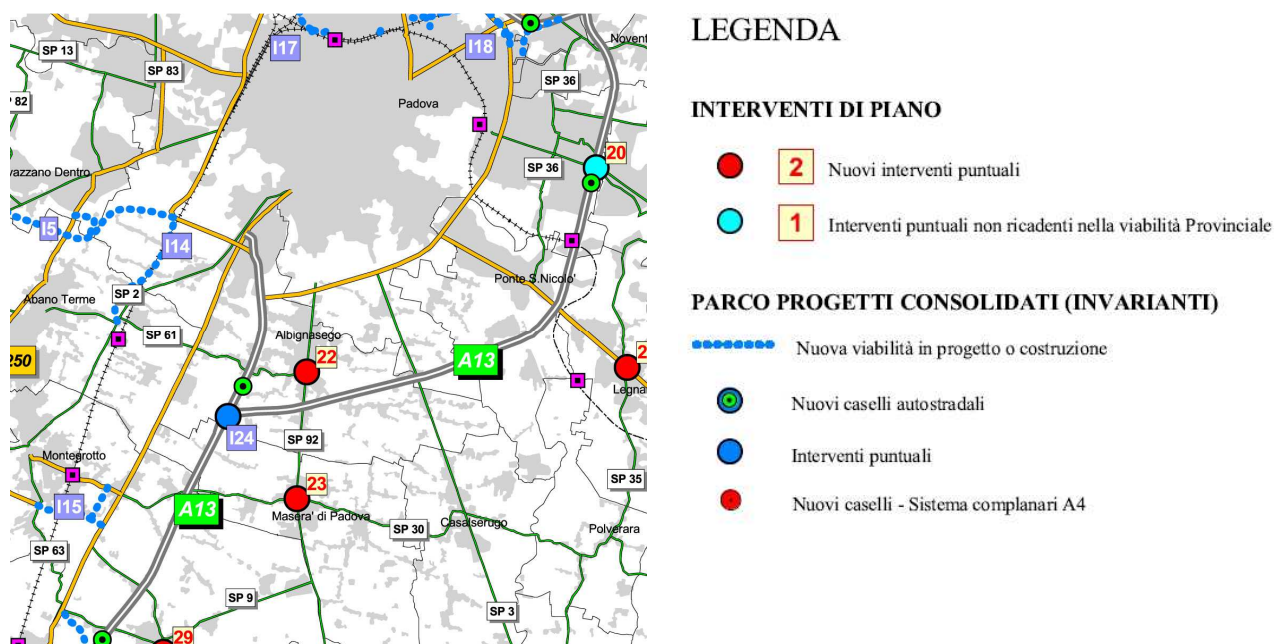 I17
I18
Novent
SP 13
SP 83
SP 36
82
Padova
SP 36
20
vazzano Dentro
I5
I14
Ponte S.Nicolo'
Abano Terme
SP 2
SP 61
Albignasego
250
22
A13
2
Legna
I24
SP 92
Montegrotto
23
SP 35
I15
A13
Masera' di Padova
SP 30
Casalserugo
Polverara
SP 63
SP 9
SP 3
29
LEGENDA
INTERVENTI DI PIANO
2 Nuovi interventi puntuali
1 Interventi puntuali non ricadenti nella viabilità Provinciale
PARCO PROGETTI CONSOLIDATI (INVARIANTI)
Nuova viabilità in progetto o costruzione
Nuovi caselli autostradali
Interventi puntuali
Nuovi caselli - Sistema complanari A4